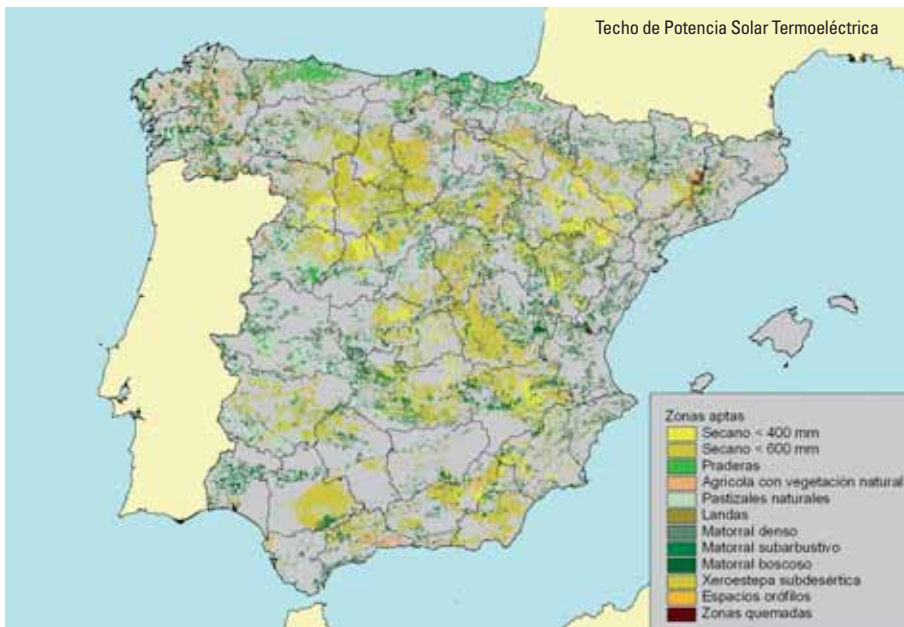 Techo de Potencia Solar Termoeléctrica
Zonas aptas
Secano < 400 mm
Secano < 600 mm
Praderas
Agrícola con vegetación natural
Pastizales naturales
Landas
Matorral denso
Matorral subarbustivo
Matorral boscoso
Xeroestepa subdesértica
Espacios orófilos
Zonas quemadas